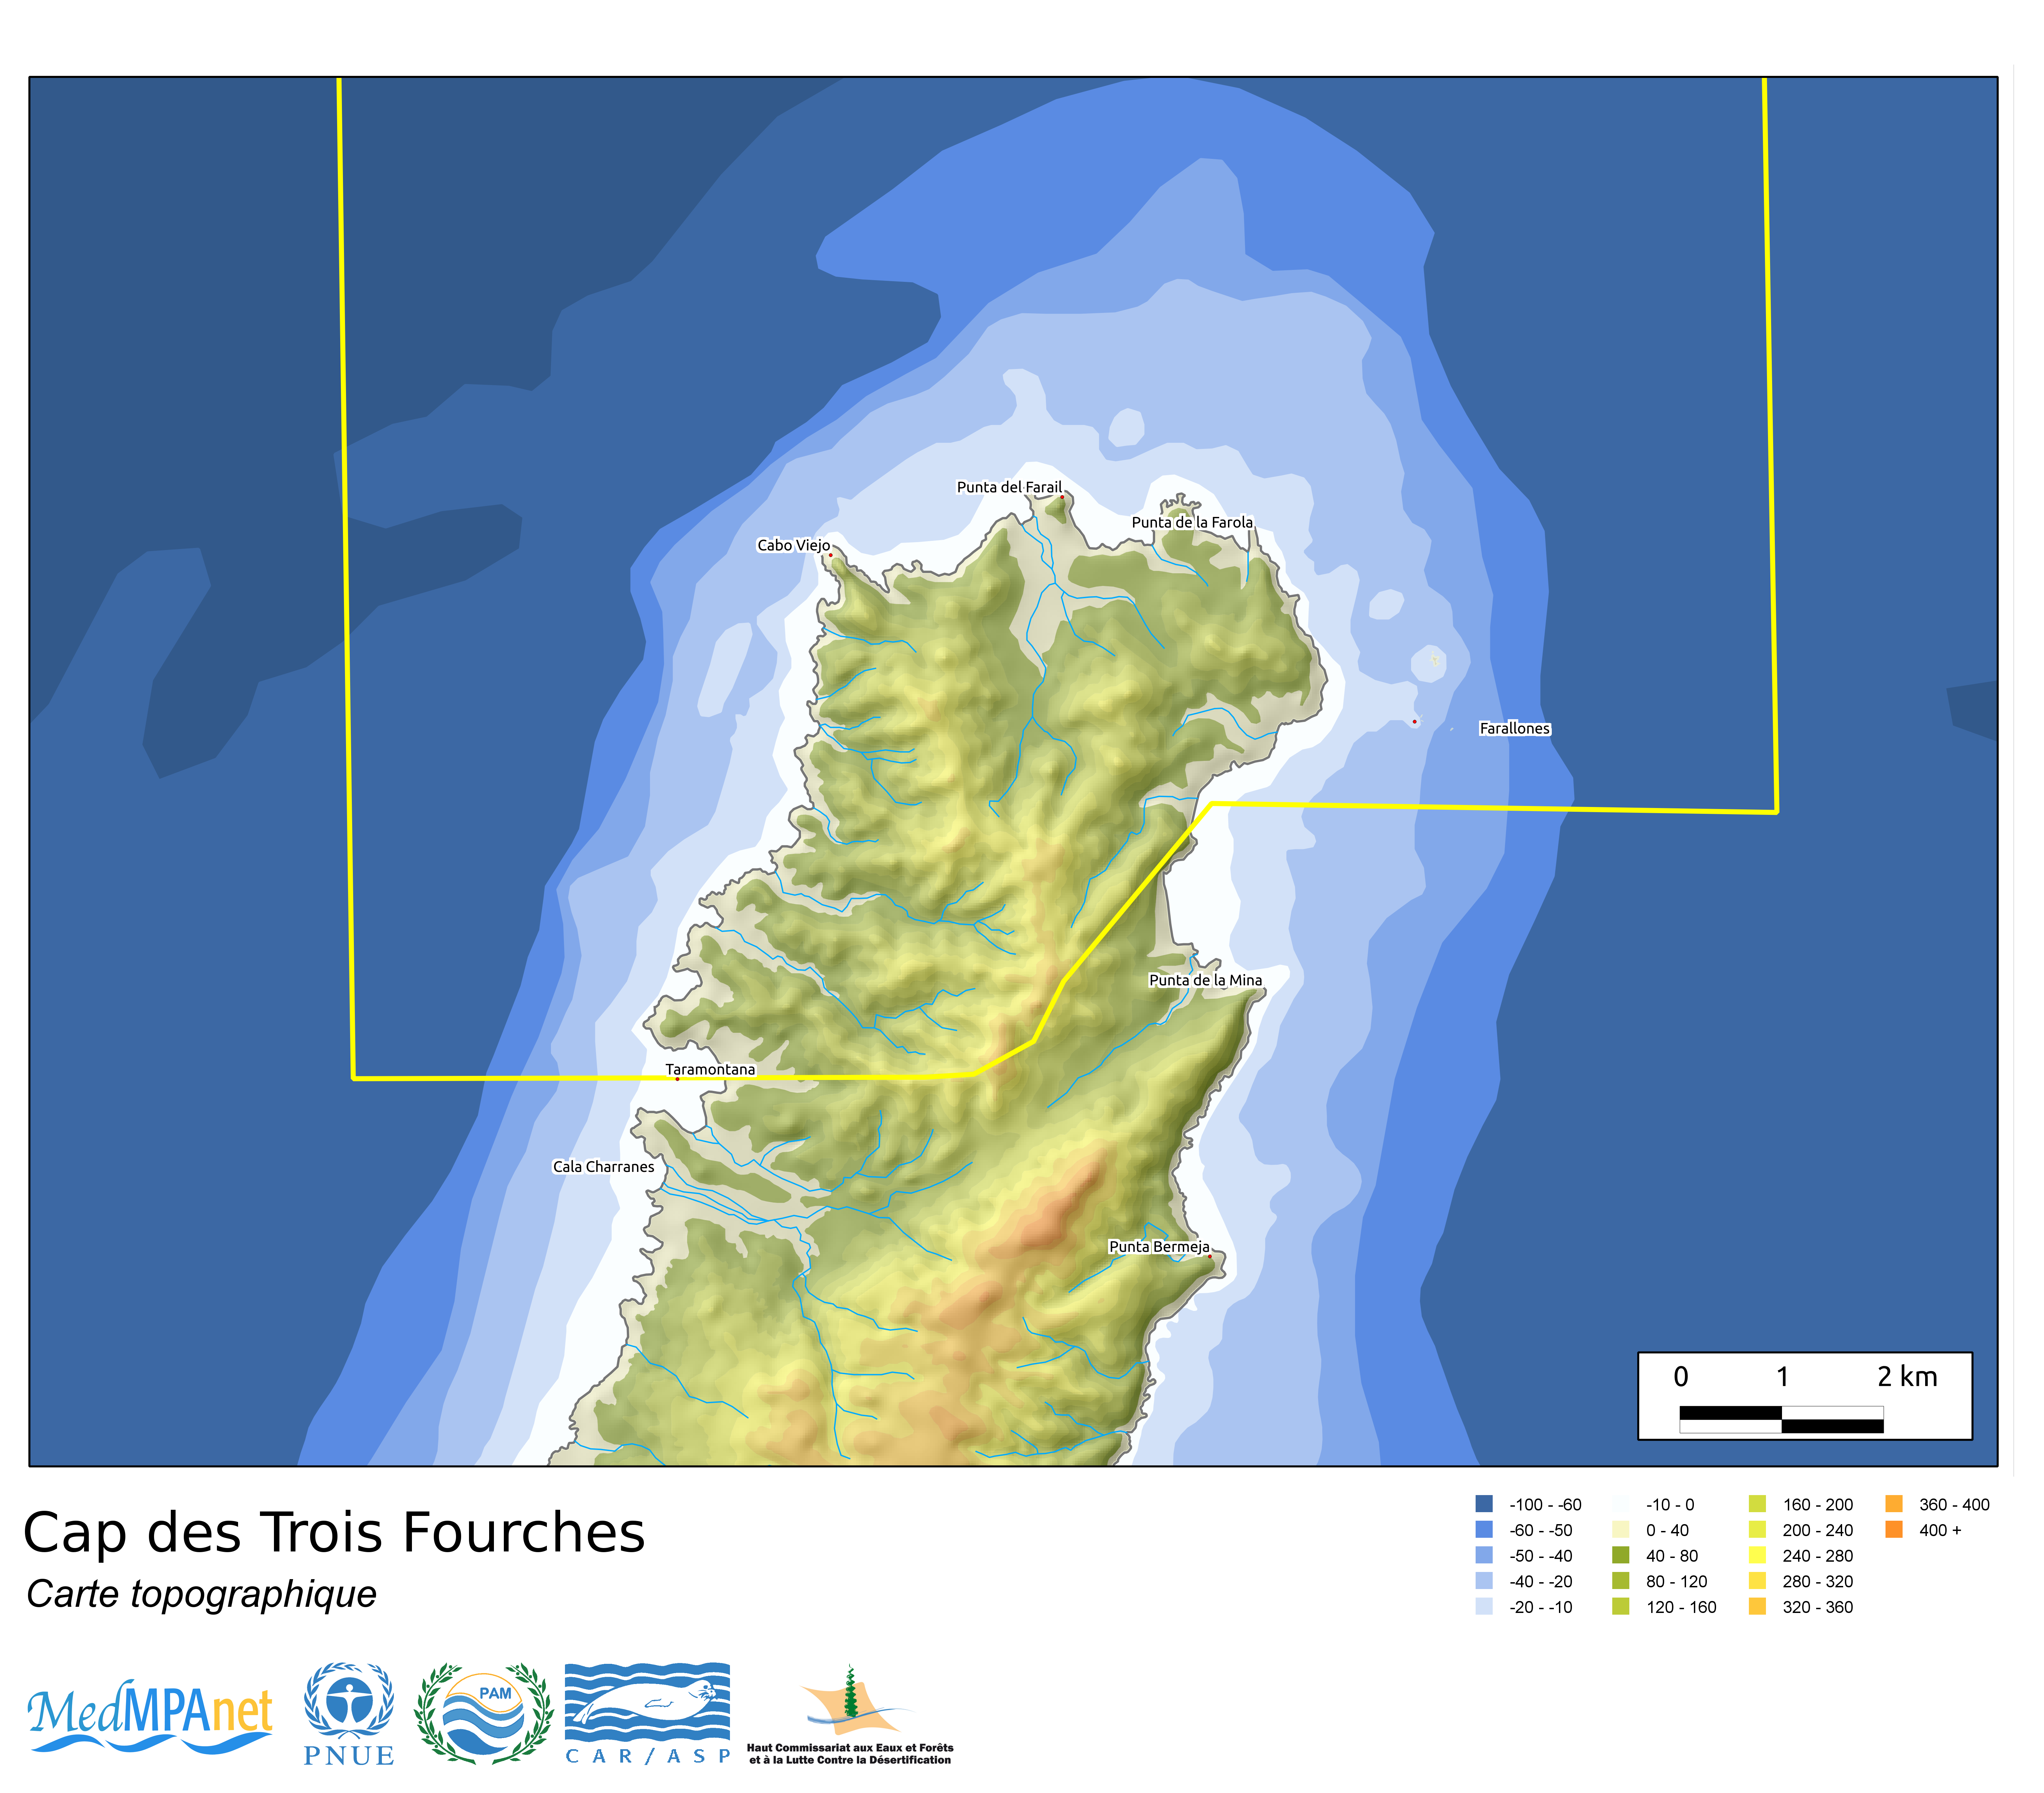 Punta del Farail
Punta de la Farola
Cabo Viejo
Farallones
Punta de la Mina
Taramontana
Cala Charranes
Punta Bermeja
0 1 2 km
Cap des Trois Fourches
Carte topographique
-100 - -60
-60 - -50
-50 - -40
-40 - -20
-20 - -10
-10 - 0
0 - 40
40 - 80
80 - 120
120 - 160
160 - 200
200 - 240
240 - 280
280 - 320
320 - 360
360 - 400
400 +
MedMPAnet
PNUE
PAM
CAR/ASP
Haut Commissariat aux Eaux et Forêts
et à la Lutte Contre la Désertification